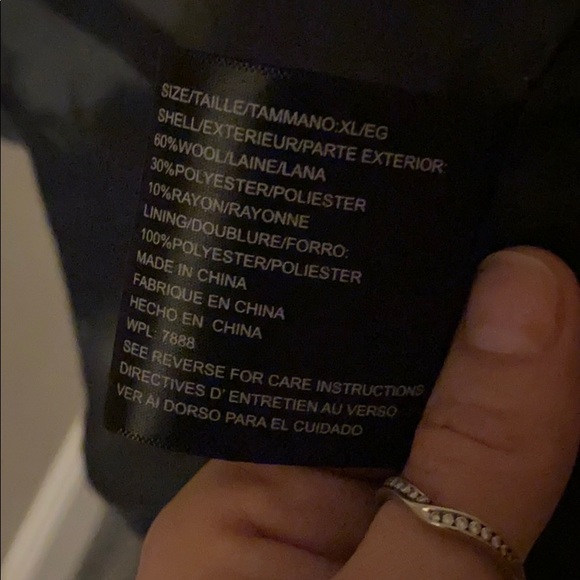 SIZE/TAILLE/TAMMANO:XL/EG
SHELL/EXTERIEUR/PARTE EXTERIOR:
60%WOOL/LAINE/LANA
30%POLYESTER/POLIESTER
10%RAYON/RAYONNE
LINING/DOUBLURE/FORRO:
100%POLYESTER/POLIESTER
MADE IN CHINA
FABRIQUE EN CHINA
HECHO EN CHINA
WPL: 7888
SEE REVERSE FOR CARE INSTRUCTIONS
DIRECTIVES D' ENTRETIEN AU VERSO
VER AI DORSO PARA EL CUIDADO